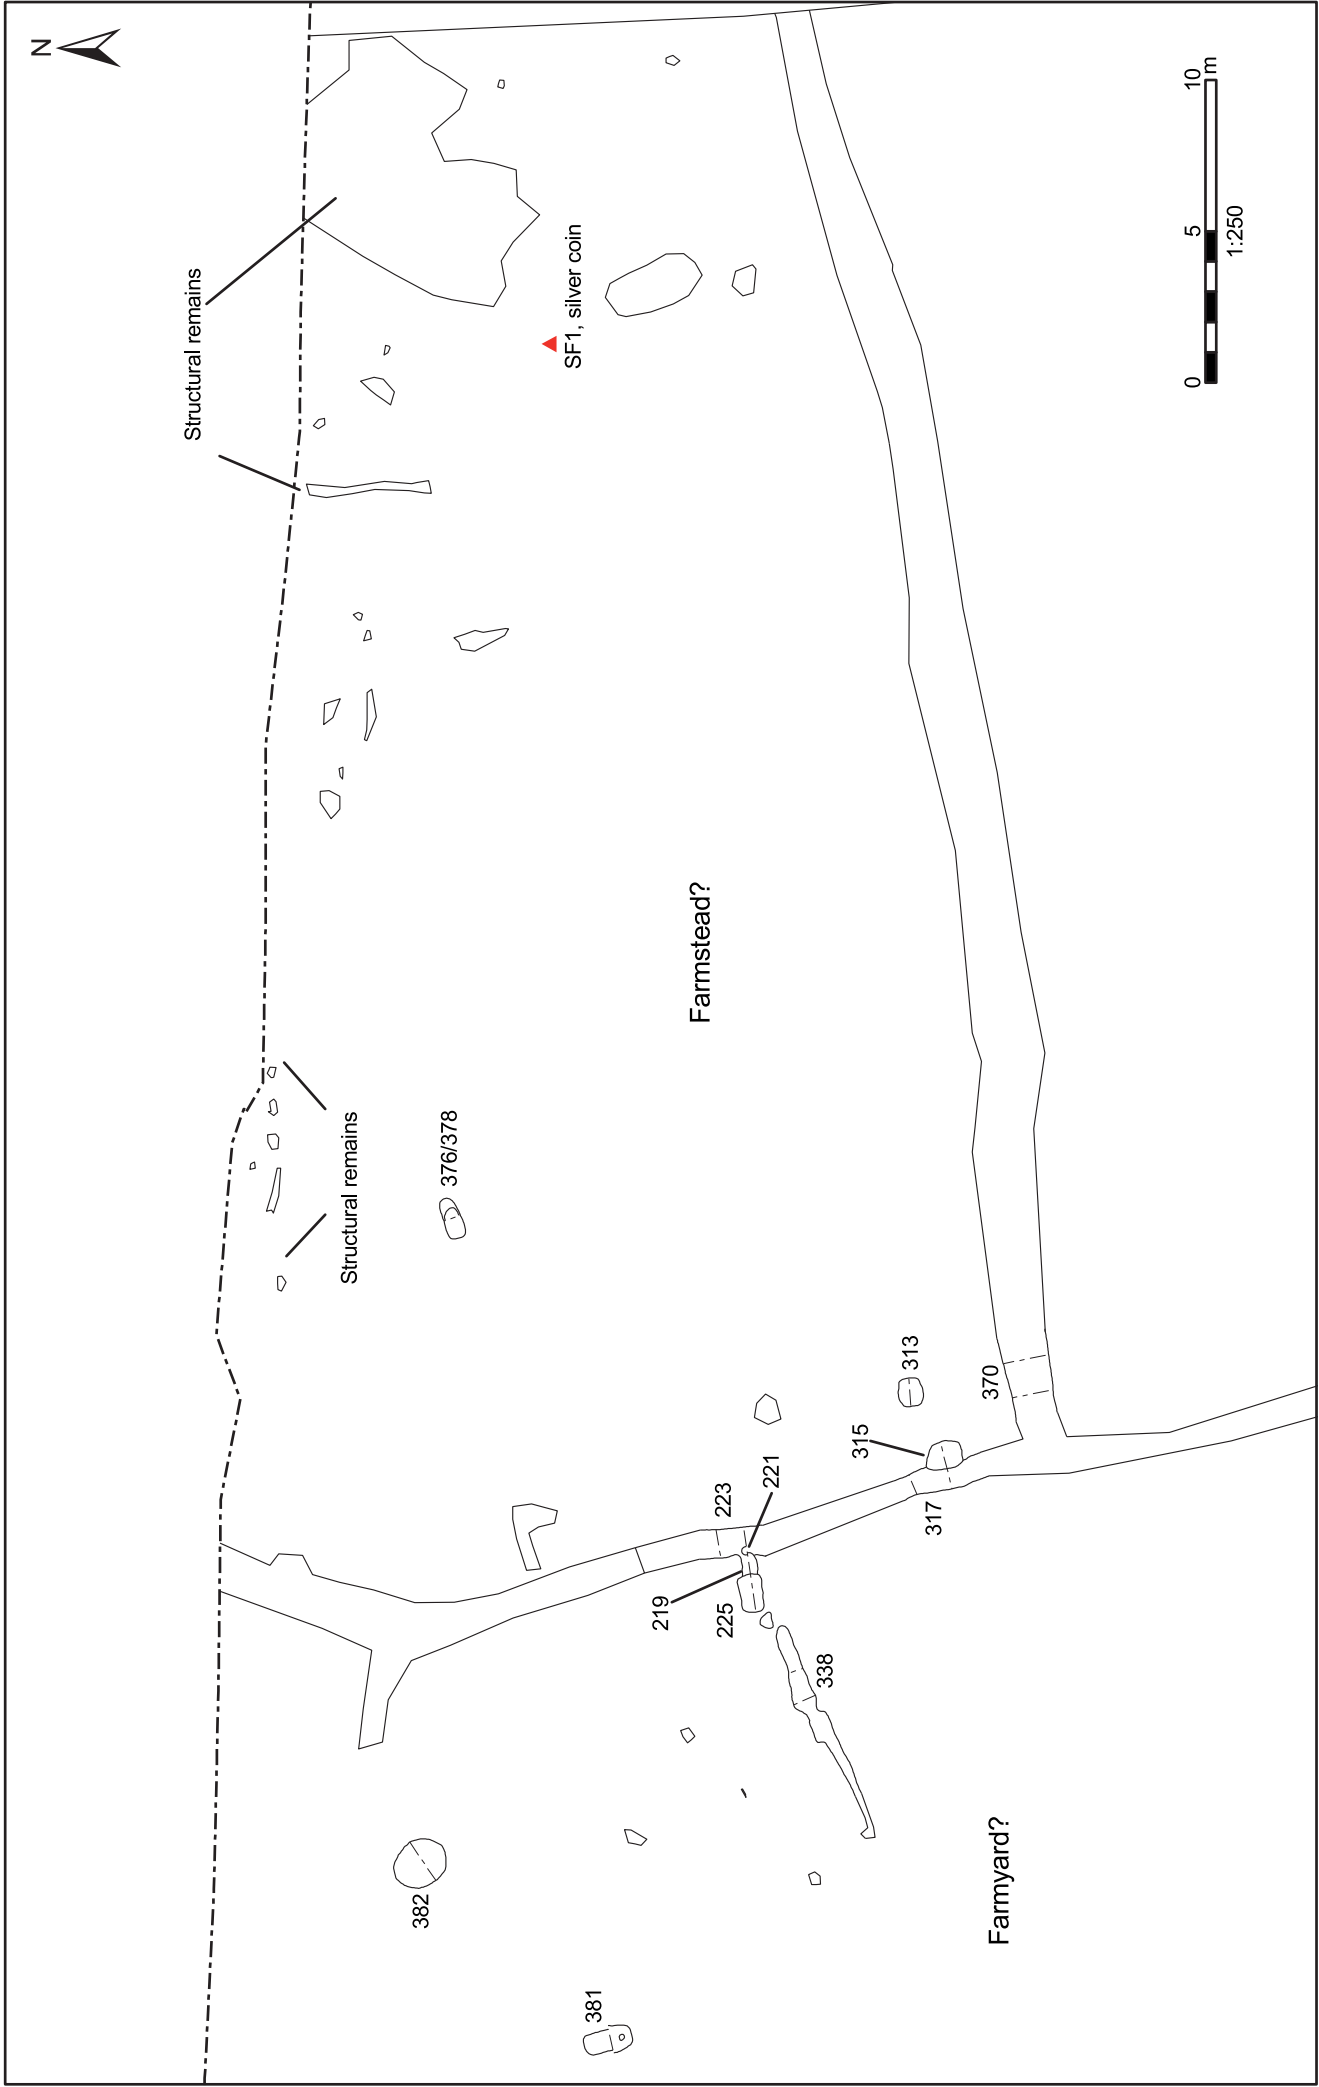 N
Structural remains
SF1, silver coin
0 5 10 m
1:250
Farmstead?
Structural remains
376/378
313
370
315
317
221
223
219
225
338
Farmyard?
382
381